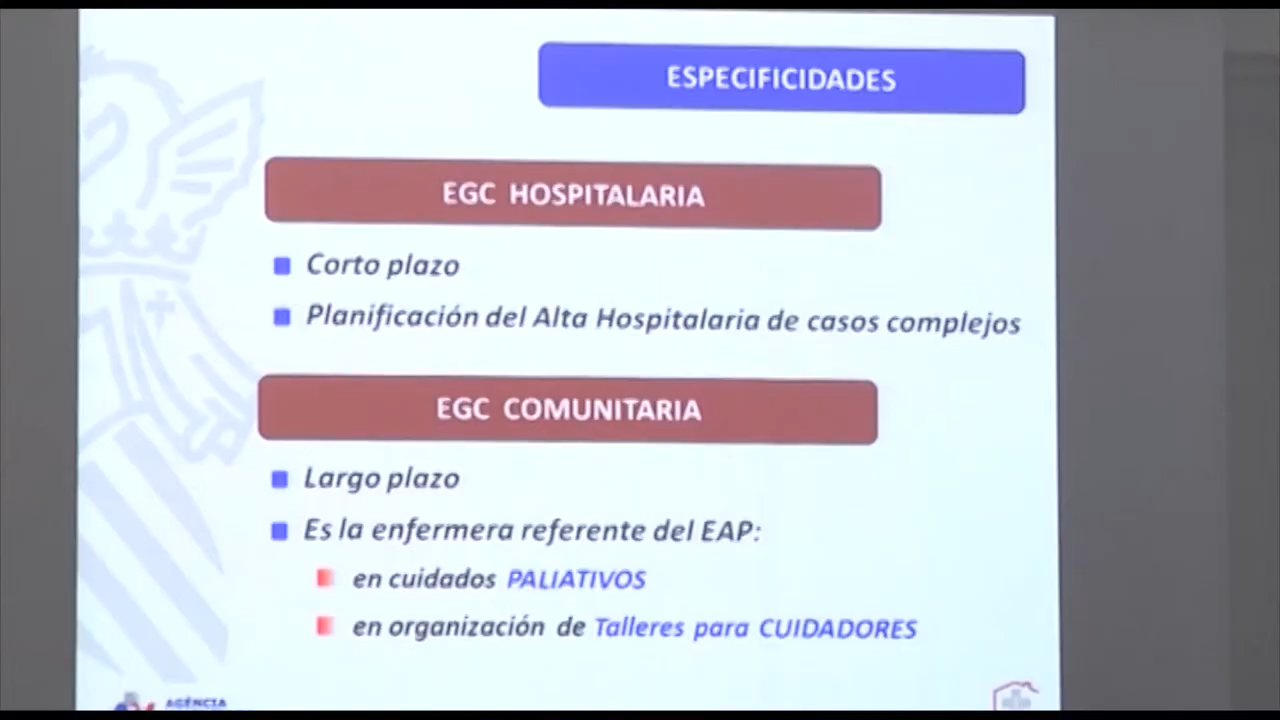 ESPECIFICIDADES
EGC HOSPITALARIA
Corto plazo
Planificación del Alta Hospitalaria de casos complejos
EGC COMUNITARIA
Largo plazo
Es la enfermera referente del EAP:
en cuidados PALIATIVOS
en organización de Talleres para CUIDADORES
AGÈNCIA